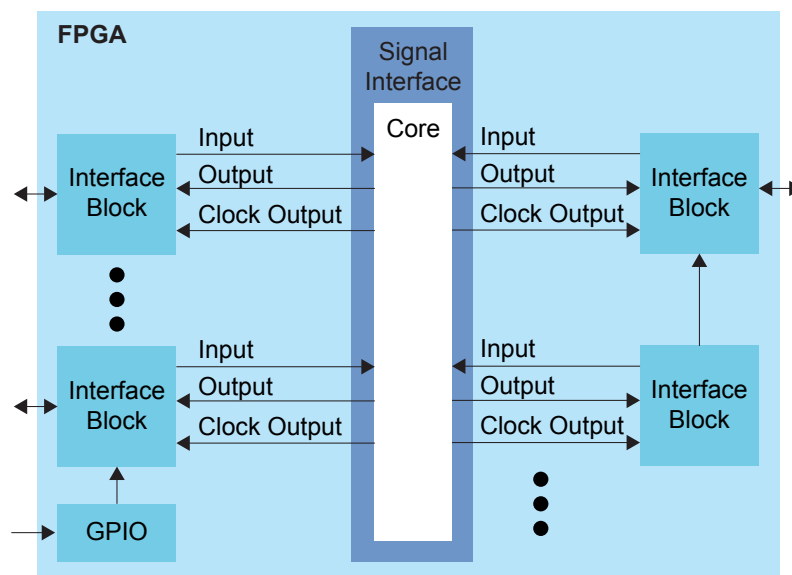 FPGA
Signal
Interface
Core
Input
Output
Clock Output
Interface
Block
Input
Output
Clock Output
Interface
Block
Input
Output
Clock Output
Interface
Block
Input
Output
Clock Output
Interface
Block
GPIO